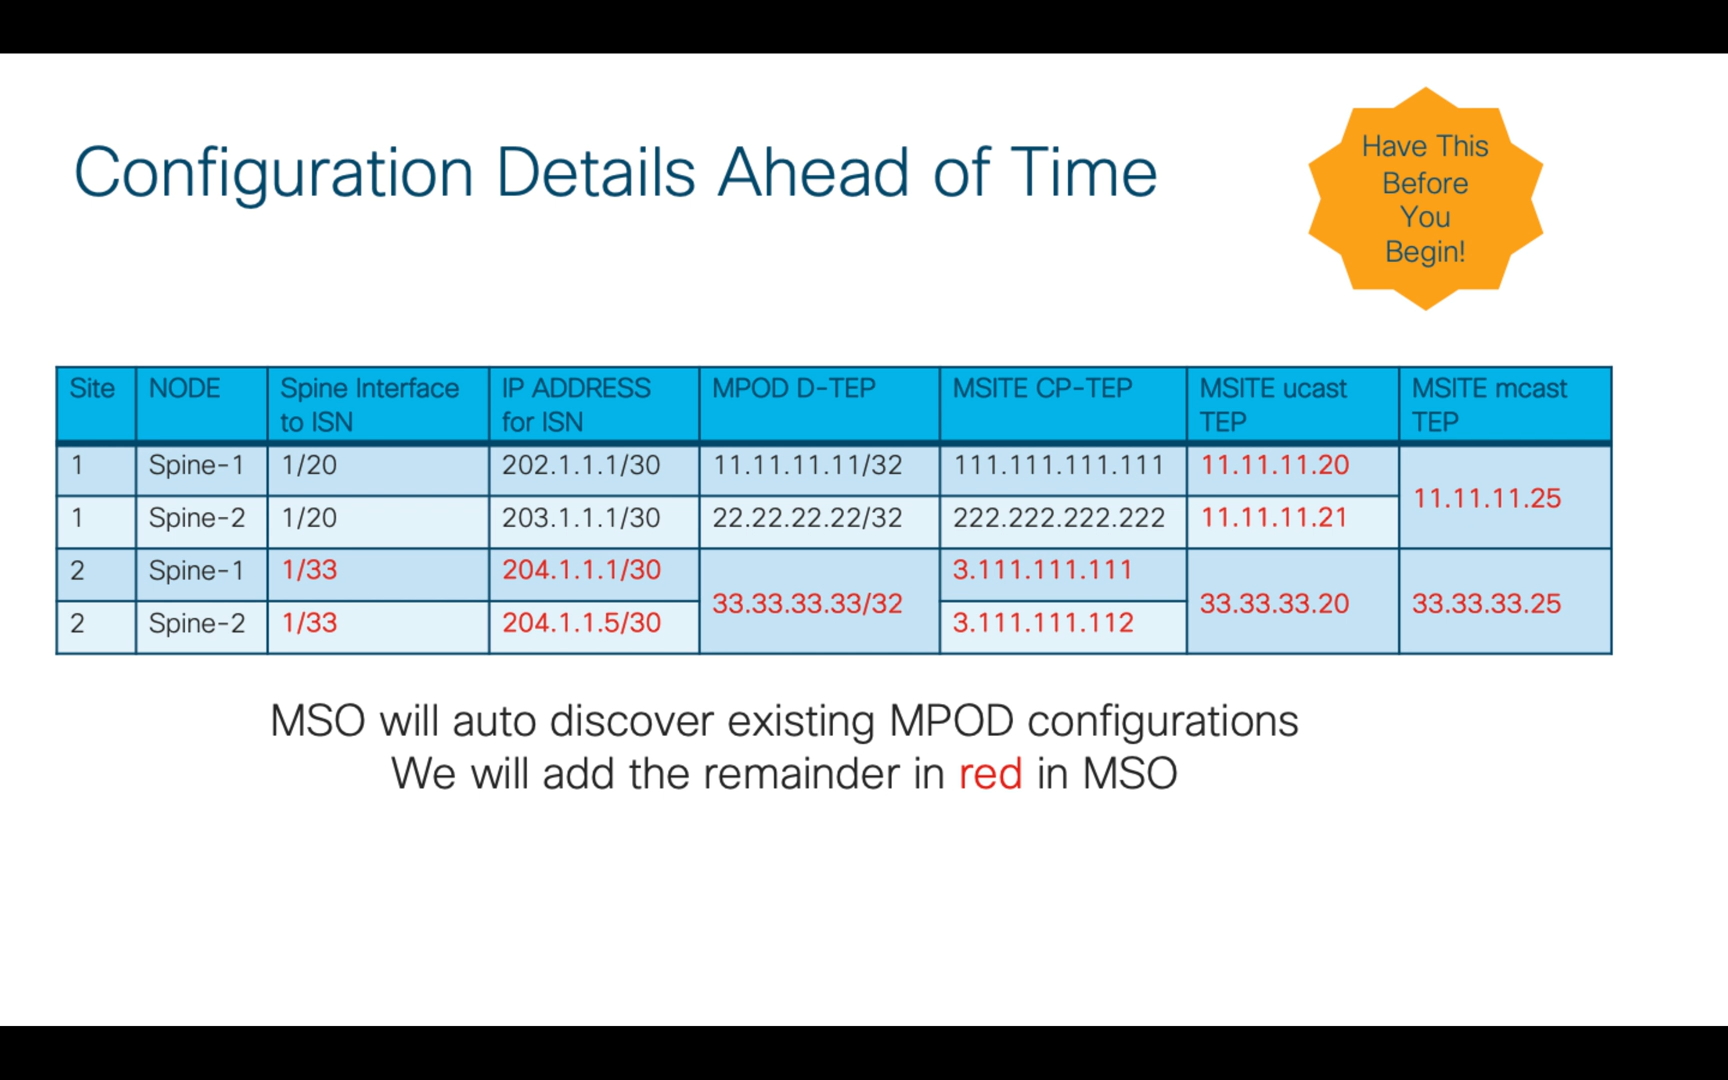 Configuration Details Ahead of Time
Have This
Before
You
Begin!
Site NODE Spine Interface to ISN IP ADDRESS for ISN MPOD D-TEP MSITE CP-TEP MSITE ucast TEP MSITE mcast TEP
1 Spine-1 1/20 202.1.1.1/30 11.11.11.11/32 111.111.111.111 11.11.11.20 11.11.11.25
1 Spine-2 1/20 203.1.1.1/30 22.22.22.22/32 222.222.222.222 11.11.11.21
2 Spine-1 1/33 204.1.1.1/30 33.33.33.33/32 3.111.111.111 33.33.33.20 33.33.33.25
2 Spine-2 1/33 204.1.1.5/30 3.111.111.112
MSO will auto discover existing MPOD configurations
We will add the remainder in red in MSO